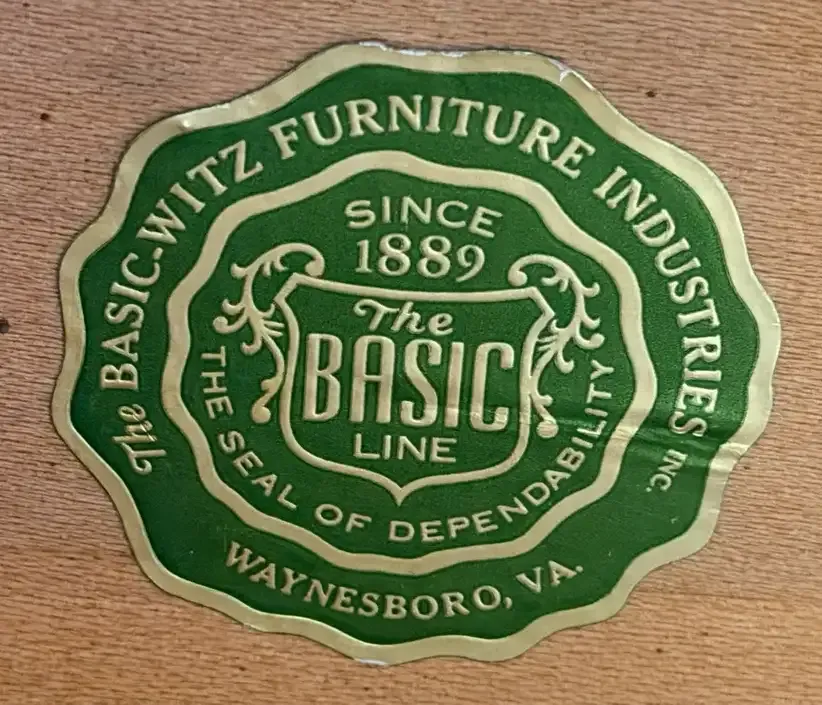 The BASIC-WITZ FURNITURE INDUSTRIES INC.
SINCE
1889
The
BASIC
LINE
THE SEAL OF DEPENDABILITY
WAYNESBORO, VA.